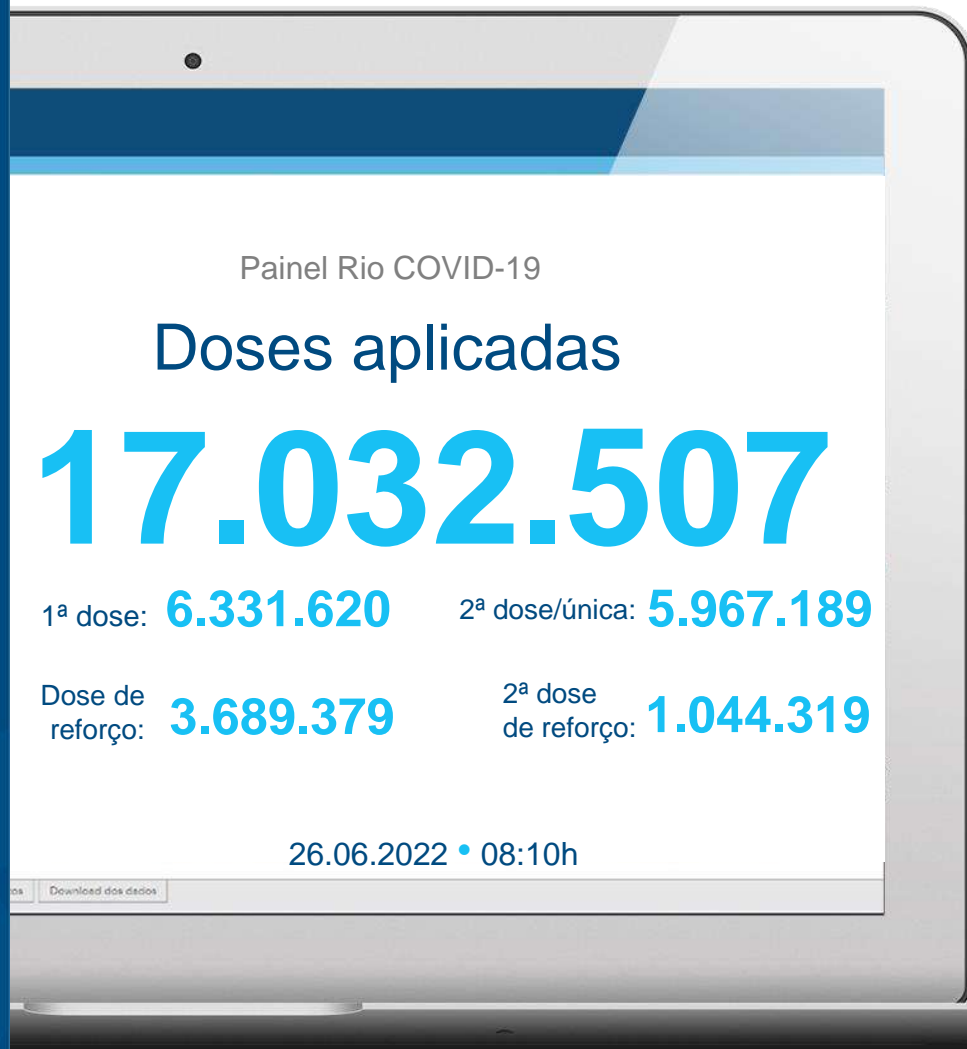 Painel Rio COVID-19
Doses aplicadas
17.032.507
1ª dose: 6.331.620
2ª dose/única: 5.967.189
Dose de
reforço: 3.689.379
2ª dose
de reforço: 1.044.319
26.06.2022 • 08:10h
Download dos dados